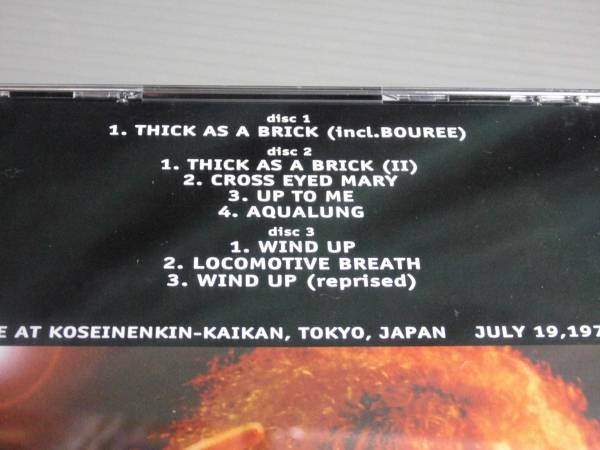 disc 1
1. THICK AS A BRICK (incl.BOUREE)
disc 2
1. THICK AS A BRICK (II)
2. CROSS EYED MARY
3. UP TO ME
4. AQUALUNG
disc 3
1. WIND UP
2. LOCOMOTIVE BREATH
3. WIND UP (reprised)
AT KOSEINENKIN-KAIKAN, TOKYO, JAPAN JULY 19,197